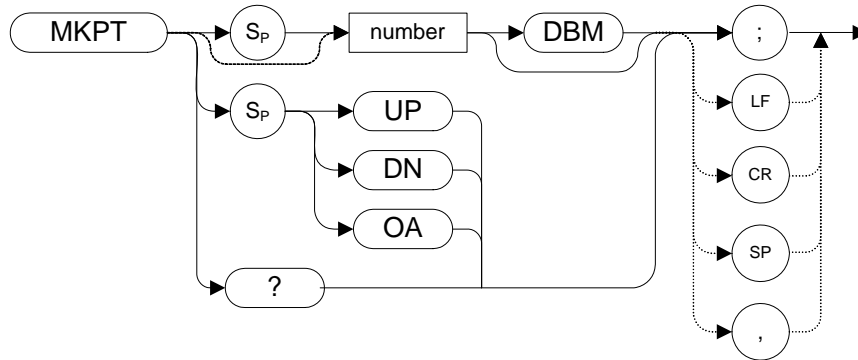 MKPT SP number DBM ;
LF
SP UP
DN CR
OA
SP
?
,